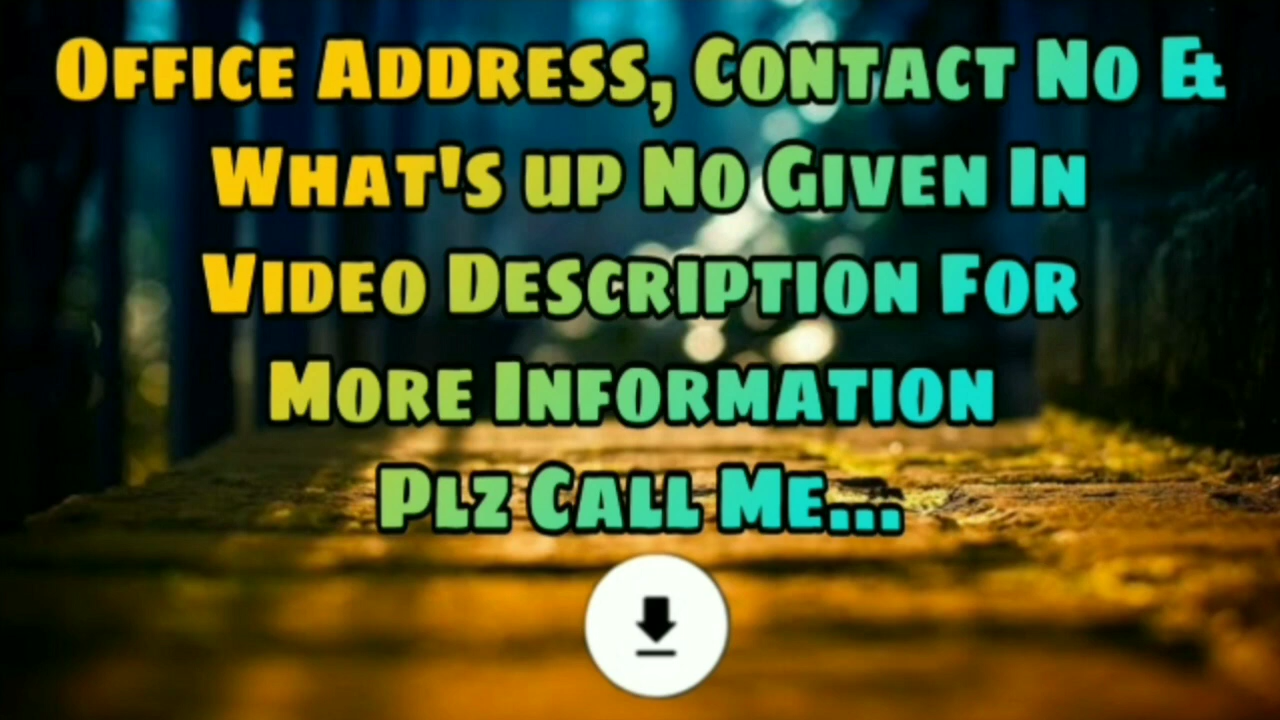 Office Address, Contact No &
What's up No Given In
Video Description For
More Information
Plz Call Me...